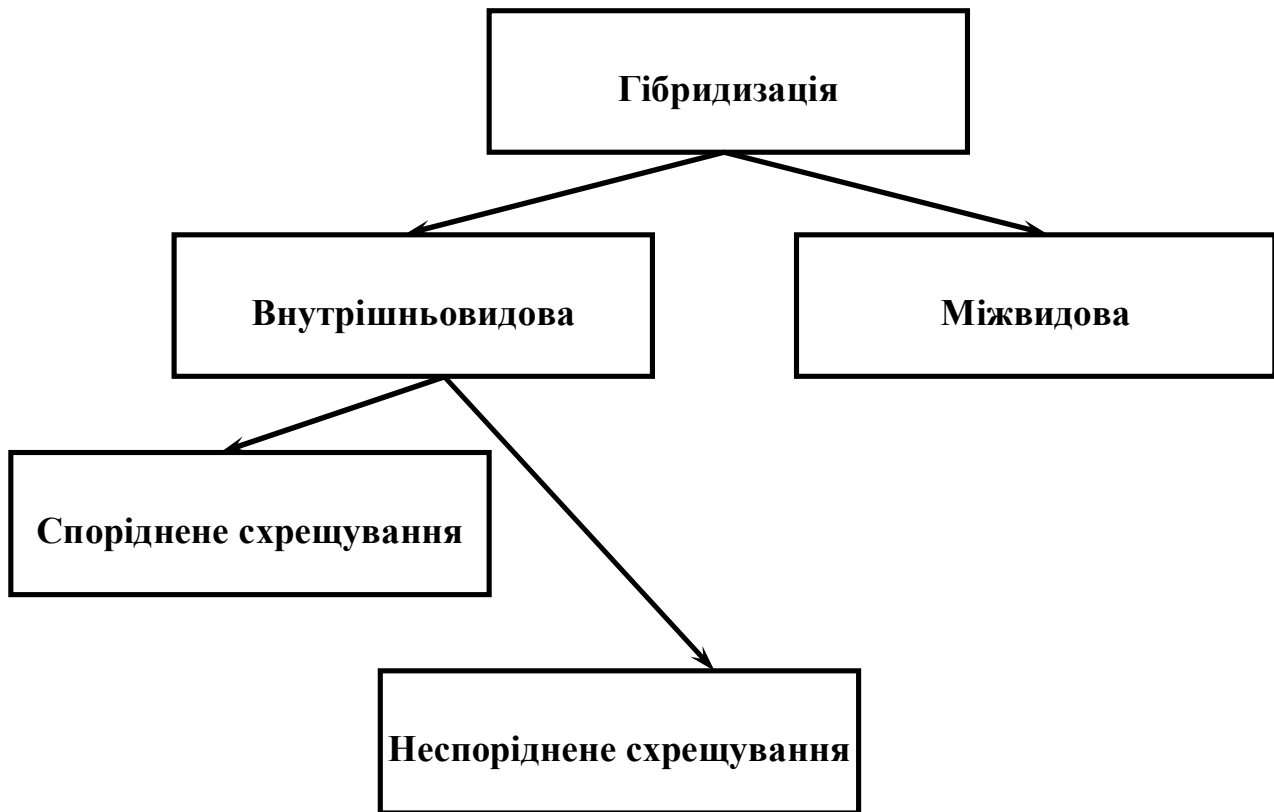 Гібридизація
Внутрішньовидова
Міжвидова
Споріднене схрещування
Неспоріднене схрещування